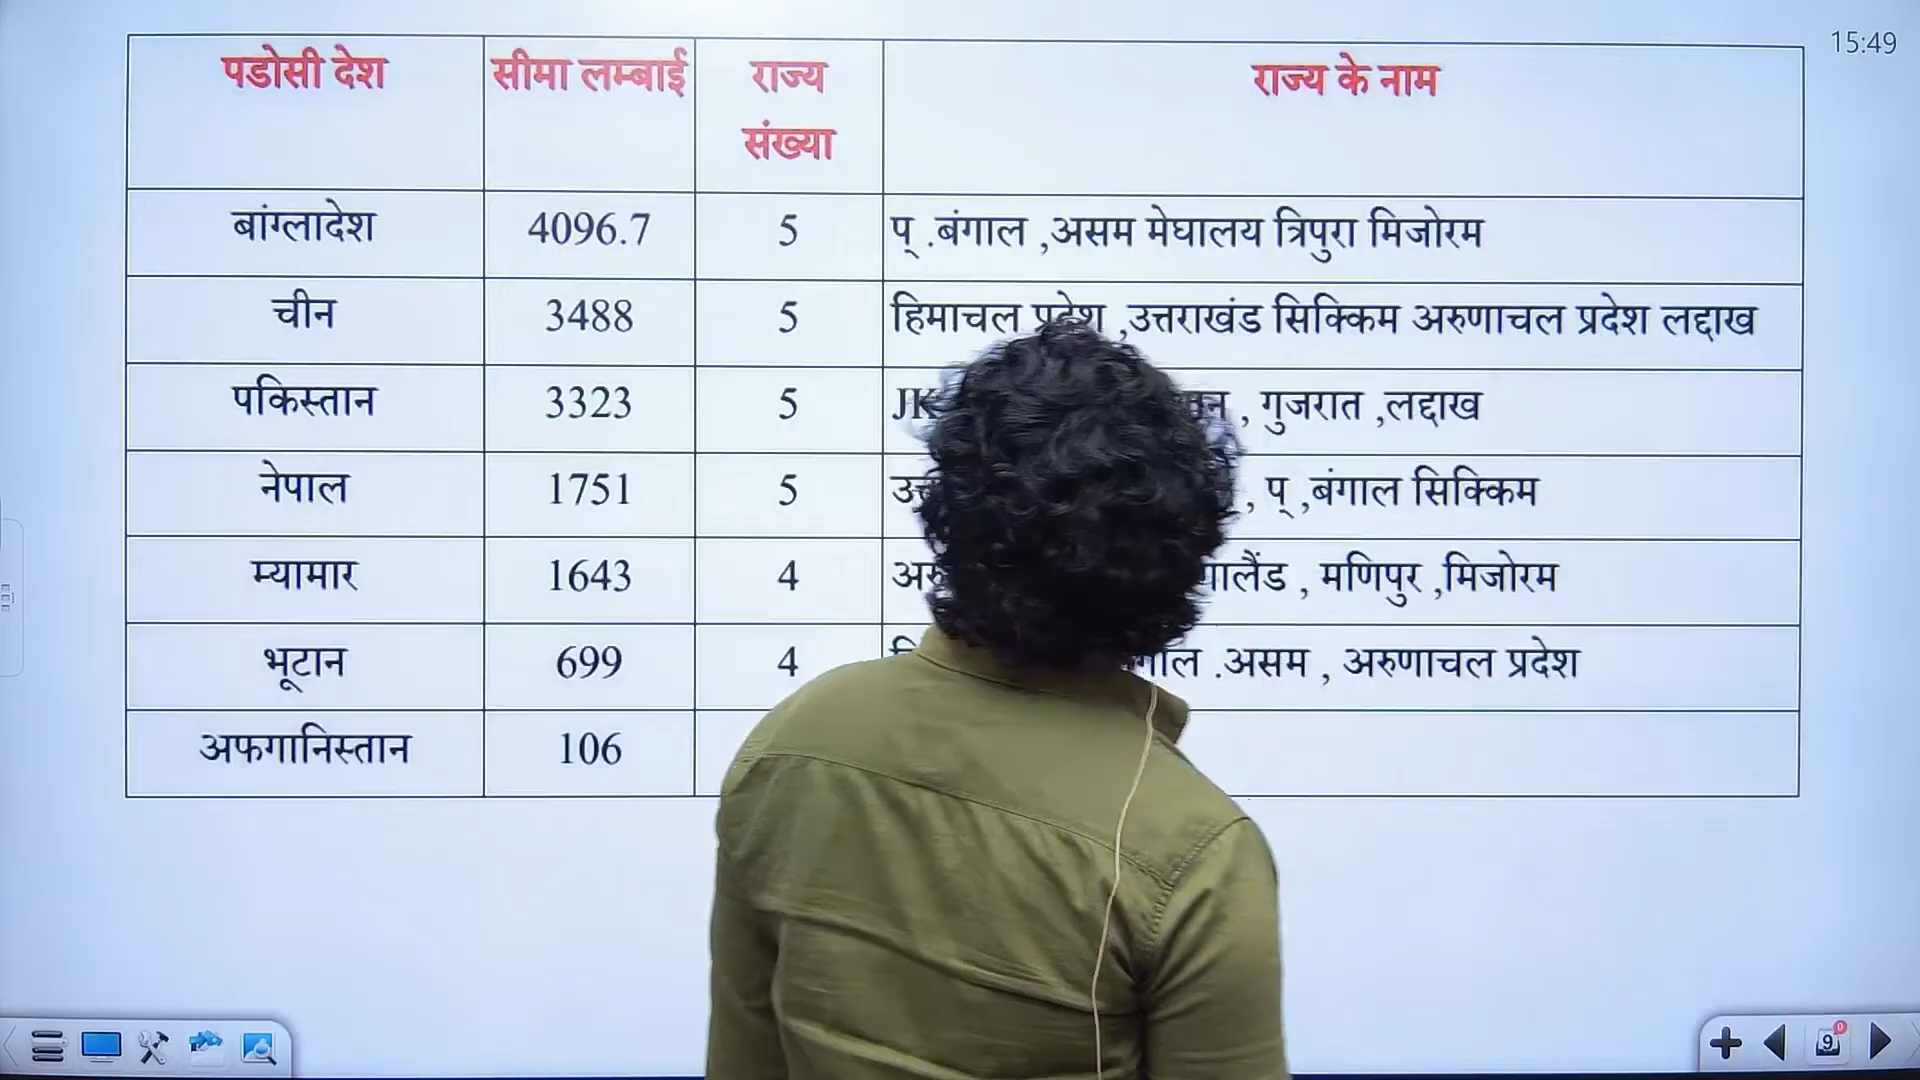 15:49
पडोसी देश सीमा लम्बाई राज्य संख्या राज्य के नाम
बांग्लादेश 4096.7 5 प् .बंगाल ,असम मेघालय त्रिपुरा मिजोरम
चीन 3488 5 हिमाचल प्रदेश ,उत्तराखंड सिक्किम अरुणाचल प्रदेश लद्दाख
पकिस्तान 3323 5 JK , गुजरात ,लद्दाख
नेपाल 1751 5 , प् ,बंगाल सिक्किम
म्यामार 1643 4 , मणिपुर ,मिजोरम
भूटान 699 4 .असम , अरुणाचल प्रदेश
अफगानिस्तान 106
9
0